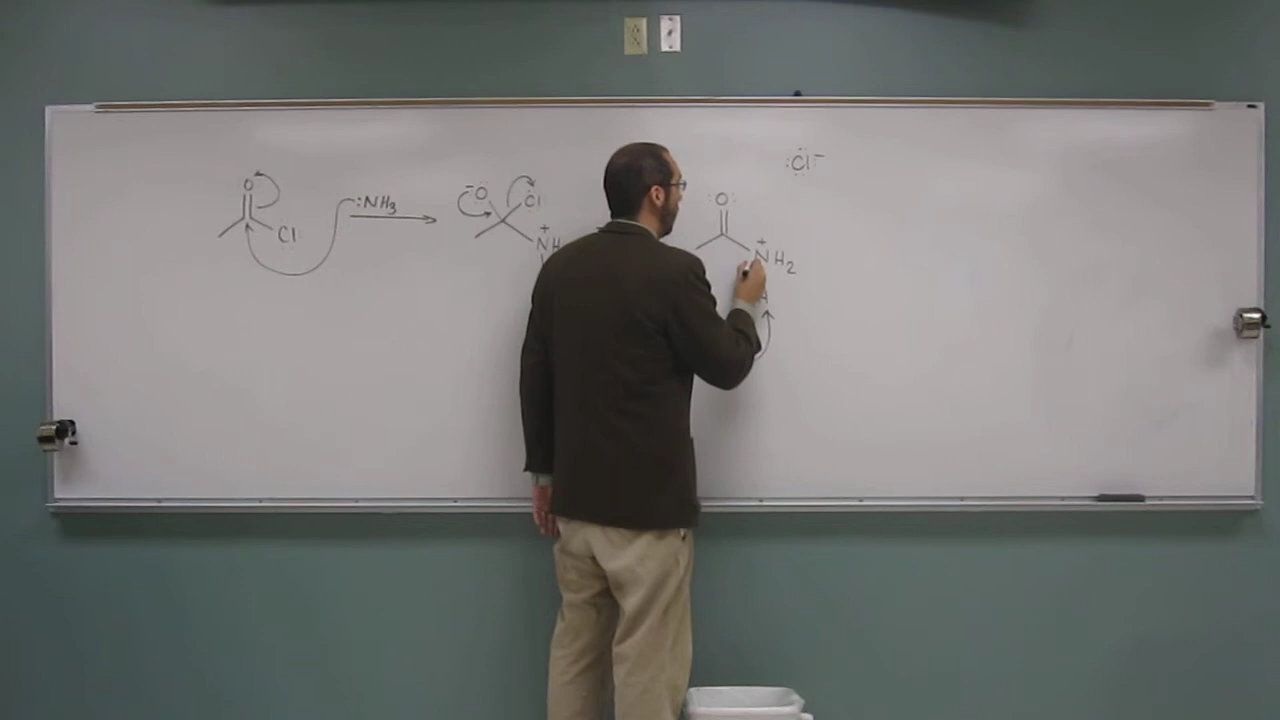 O
Cl
:NH3
-O:
Cl
+
NH
:O:
+
NH2
H
:Cl:-